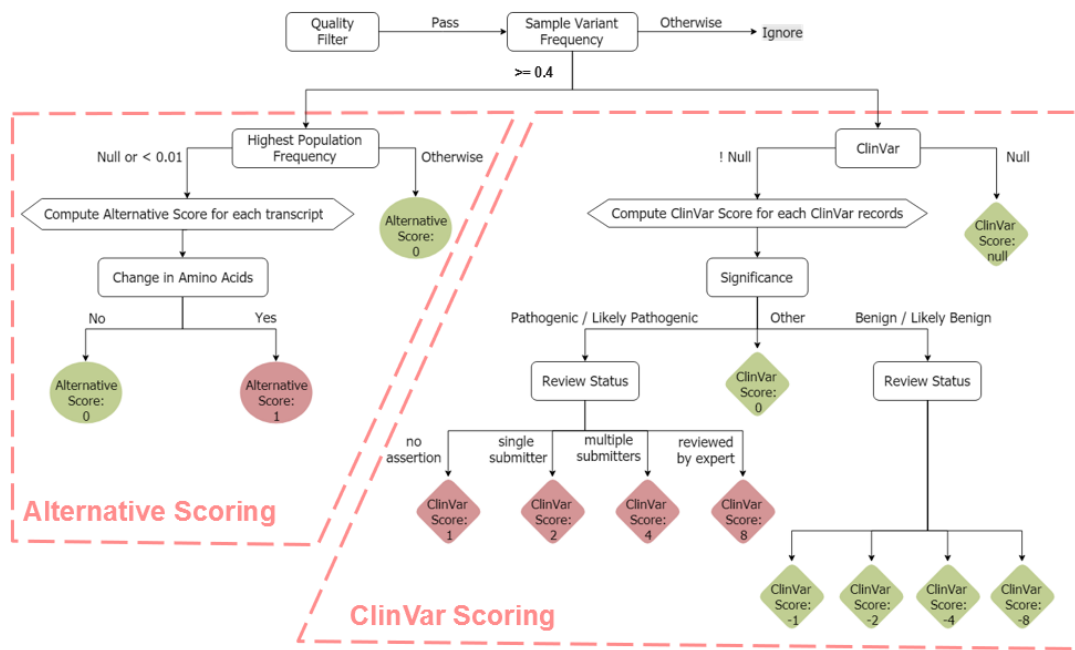 Quality
Filter
Pass
Sample Variant
Frequency
Otherwise
Ignore
>= 0.4
Highest Population
Frequency
Null or < 0.01
Otherwise
Compute Alternative Score for each transcript
Alternative
Score:
0
Change in Amino Acids
No
Yes
Alternative
Score:
0
Alternative
Score:
1
Alternative Scoring
ClinVar
! Null
Null
Compute ClinVar Score for each ClinVar records
ClinVar
Score:
null
Significance
Pathogenic / Likely Pathogenic
Other
Benign / Likely Benign
Review Status
ClinVar
Score:
0
Review Status
no
assertion
single
submitter
multiple
submitters
reviewed
by expert
ClinVar
Score:
1
ClinVar
Score:
2
ClinVar
Score:
4
ClinVar
Score:
8
ClinVar
Score:
-1
ClinVar
Score:
-2
ClinVar
Score:
-4
ClinVar
Score:
-8
ClinVar Scoring